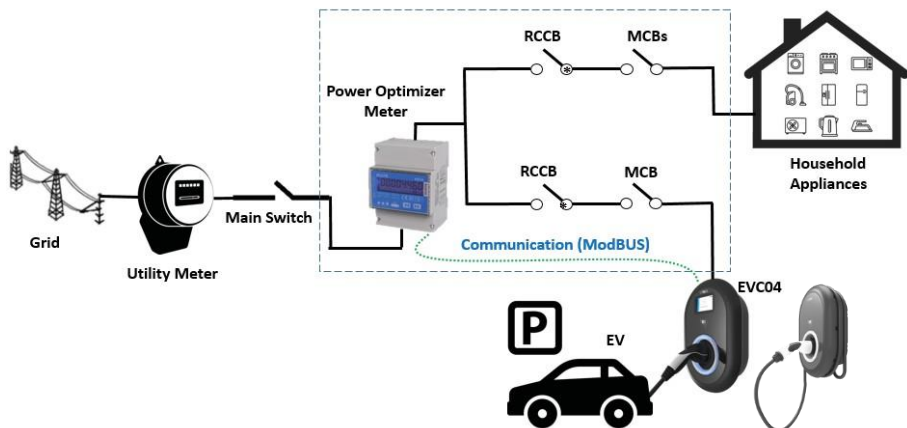 RCCB
MCBs
Power Optimizer
Meter
Household
Appliances
RCCB
MCB
Main Switch
Grid
Utility Meter
Communication (ModBUS)
EVC04
P
EV